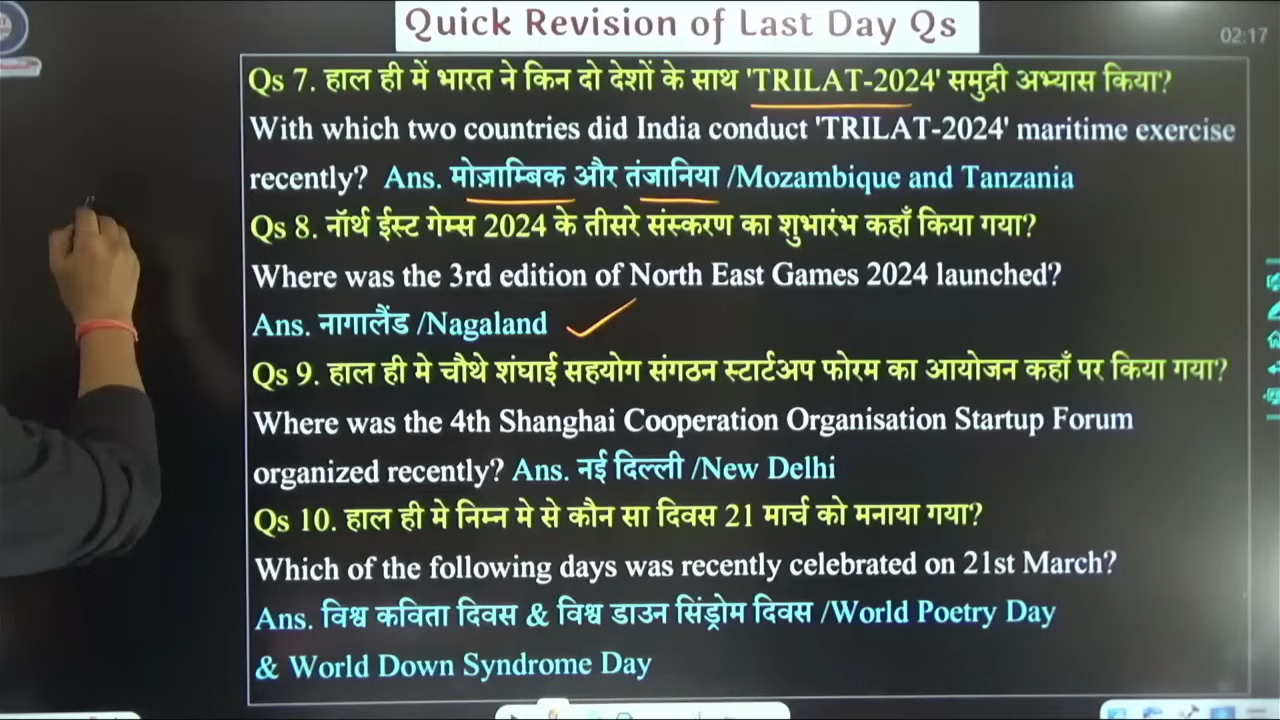 Quick Revision of Last Day Qs
02:17
Qs 7. हाल ही में भारत ने किन दो देशों के साथ 'TRILAT-2024' समुद्री अभ्यास किया?
With which two countries did India conduct 'TRILAT-2024' maritime exercise
recently? Ans. मोज़ाम्बिक और तंजानिया /Mozambique and Tanzania
Qs 8. नॉर्थ ईस्ट गेम्स 2024 के तीसरे संस्करण का शुभारंभ कहाँ किया गया?
Where was the 3rd edition of North East Games 2024 launched?
Ans. नागालैंड /Nagaland
Qs 9. हाल ही मे चौथे शंघाई सहयोग संगठन स्टार्टअप फोरम का आयोजन कहाँ पर किया गया?
Where was the 4th Shanghai Cooperation Organisation Startup Forum
organized recently? Ans. नई दिल्ली /New Delhi
Qs 10. हाल ही मे निम्न मे से कौन सा दिवस 21 मार्च को मनाया गया?
Which of the following days was recently celebrated on 21st March?
Ans. विश्व कविता दिवस & विश्व डाउन सिंड्रोम दिवस /World Poetry Day
& World Down Syndrome Day